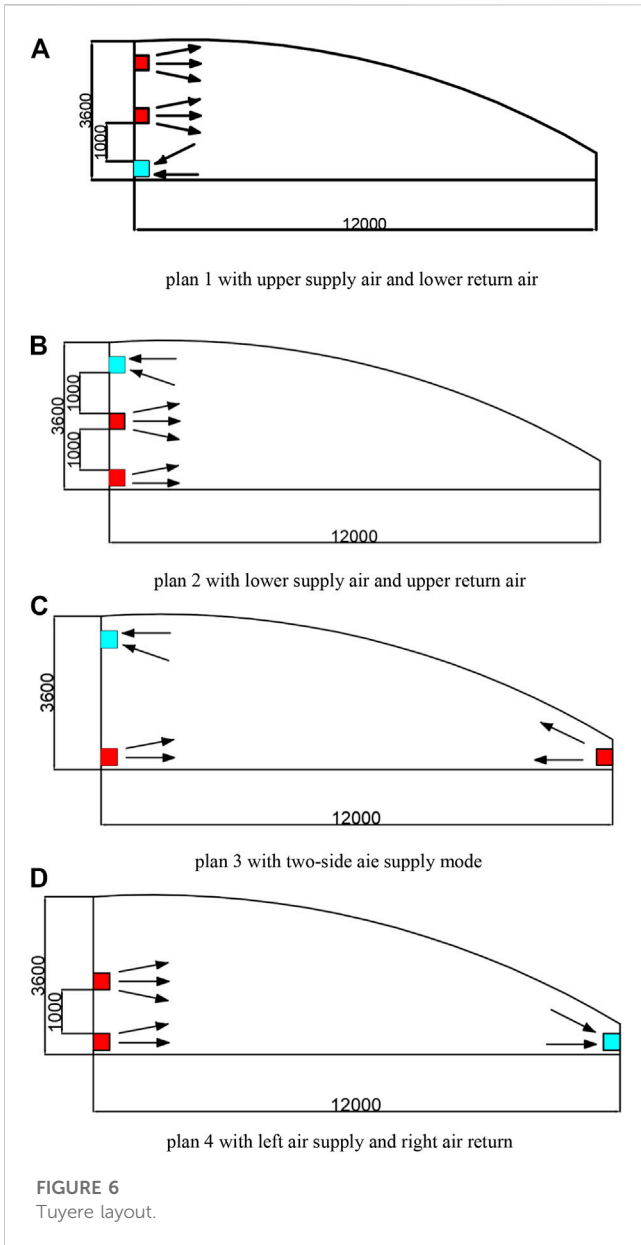 A
3600
1000
12000
plan 1 with upper supply air and lower return air
B
3600
1000
1000
12000
plan 2 with lower supply air and upper return air
C
3600
12000
plan 3 with two-side aie supply mode
D
3600
1000
12000
plan 4 with left air supply and right air return
FIGURE 6
Tuyere layout.